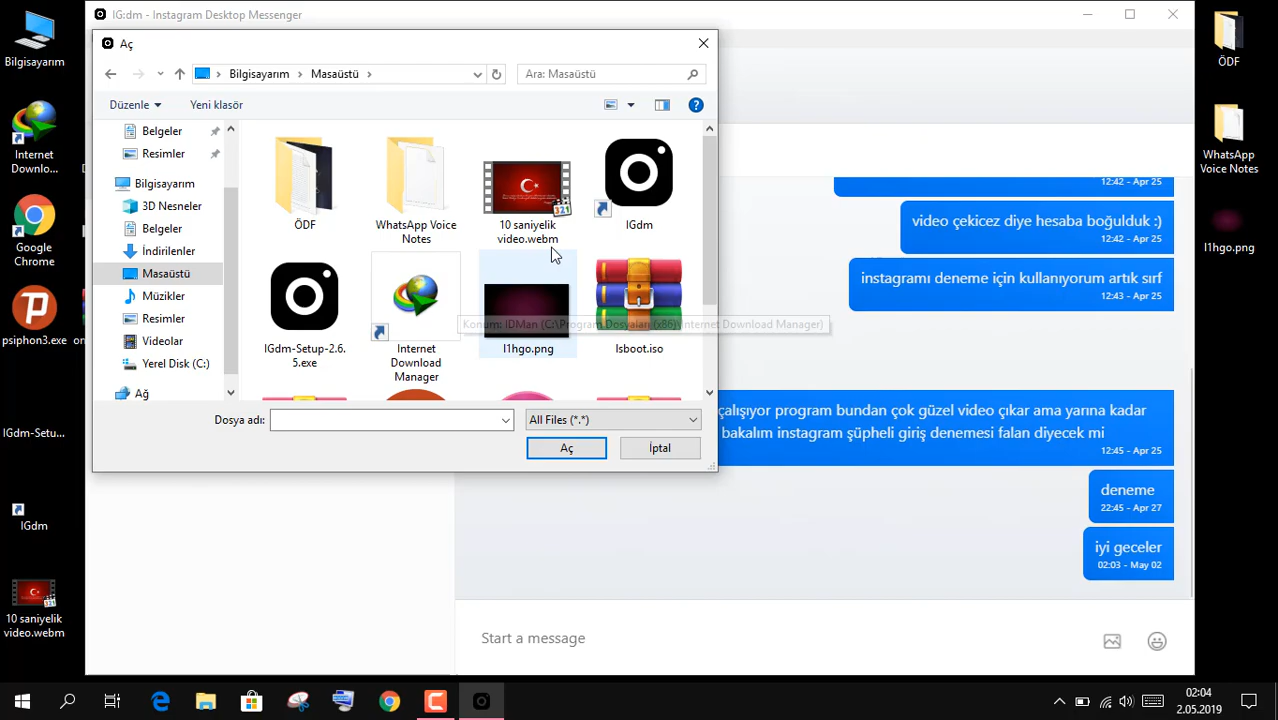 IG:dm - Instagram Desktop Messenger
Aç
Bilgisayarım
Masaüstü
Ara: Masaüstü
Düzenle
Yeni klasör
Belgeler
Resimler
Bilgisayarım
3D Nesneler
Belgeler
İndirilenler
Masaüstü
Müzikler
Resimler
Videolar
Yerel Disk (C:)
Ağ
ÖDF
WhatsApp Voice
Notes
10 saniyelik
video.webm
IGdm
IGdm-Setup-2.6.
5.exe
Internet
Download
Manager
l1hgo.png
lsboot.iso
Konum: IDMan (C:\Program Dosyaları (x86)\Internet Download Manager)
Dosya adı:
All Files (*.*)
Aç
İptal
12:42 - Apr 25
video çekicez diye hesaba boğulduk :)
12:42 - Apr 25
instagramı deneme için kullanıyorum artık sırf
12:43 - Apr 25
çalışıyor program bundan çok güzel video çıkar ama yarına kadar
bakalım instagram şüpheli giriş denemesi falan diyecek mi
12:45 - Apr 25
deneme
22:45 - Apr 27
iyi geceler
02:03 - May 02
Start a message
Bilgisayarım
Internet
Downlo...
Google
Chrome
psiphon3.exe
IGdm-Setu...
IGdm
10 saniyelik
video.webm
ÖDF
WhatsApp
Voice Notes
l1hgo.png
02:04
2.05.2019